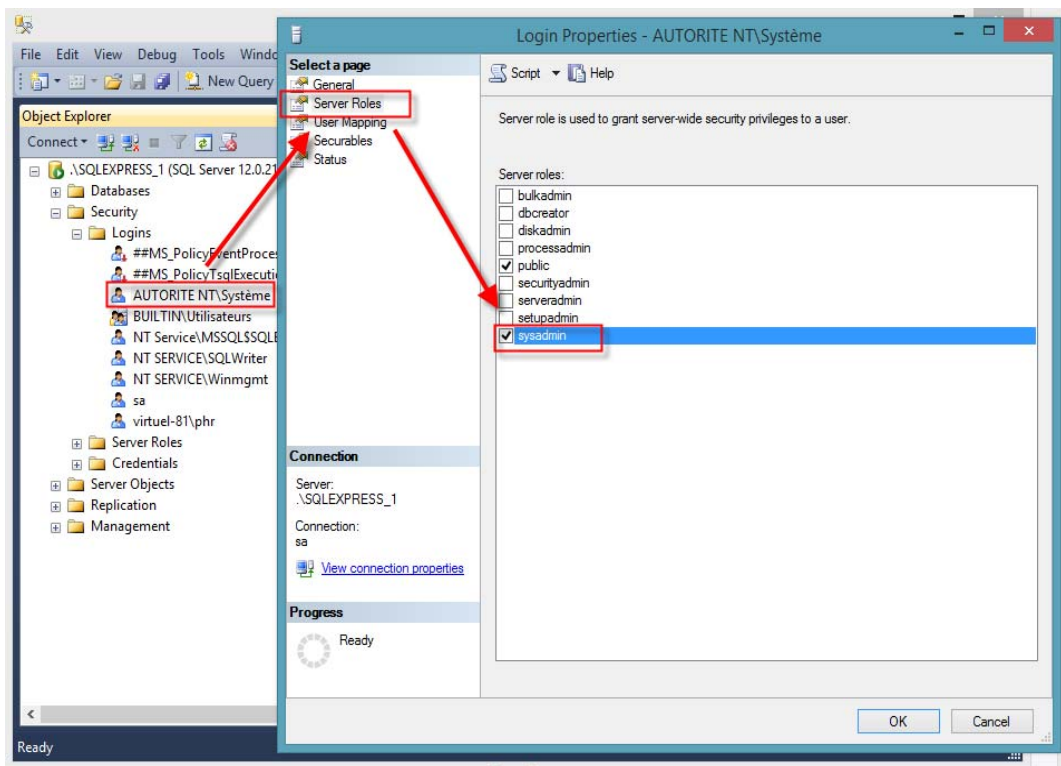 File Edit View Debug Tools Windo
New Query
Object Explorer
Connect
.\SQLEXPRESS_1 (SQL Server 12.0.21
Databases
Security
Logins
##MS_PolicyEventProces
##MS_PolicyTsqlExecutio
AUTORITE NT\Système
BUILTIN\Utilisateurs
NT Service\MSSQL$SQLE
NT SERVICE\SQLWriter
NT SERVICE\Winmgmt
sa
virtuel-81\phr
Server Roles
Credentials
Server Objects
Replication
Management
Ready
Login Properties - AUTORITE NT\Système
Select a page
General
Server Roles
User Mapping
Securables
Status
Connection
Server:
.\SQLEXPRESS_1
Connection:
sa
View connection properties
Progress
Ready
Script Help
Server role is used to grant server-wide security privileges to a user.
Server roles:
bulkadmin
dbcreator
diskadmin
processadmin
public
securityadmin
serveradmin
setupadmin
sysadmin
OK Cancel